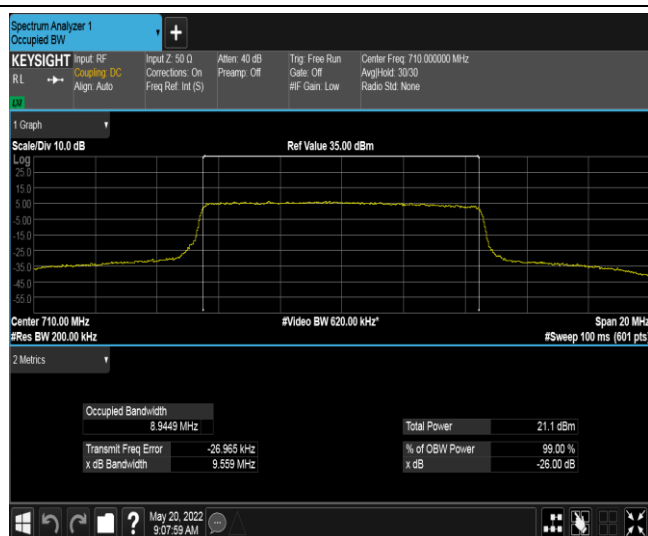 Spectrum Analyzer 1
Occupied BW
+
KEYSIGHT Input: RF Input Z: 50 Ω Atten: 40 dB Trig: Free Run Center Freq: 710.000000 MHz
RL Coupling: DC Corrections: On Preamp: Off Gate: Off Avg|Hold: 30/30
Align: Auto Freq Ref: Int (S) #IF Gain: Low Radio Std: None
1 Graph
Scale/Div 10.0 dB Ref Value 35.00 dBm
Log
25.0
15.0
5.00
-5.00
-15.0
-25.0
-35.0
-45.0
-55.0
Center 710.00 MHz #Video BW 620.00 kHz* Span 20 MHz
#Res BW 200.00 kHz #Sweep 100 ms (601 pts)
2 Metrics
Occupied Bandwidth
8.9449 MHz Total Power 21.1 dBm
Transmit Freq Error -26.965 kHz % of OBW Power 99.00 %
x dB Bandwidth 9.559 MHz x dB -26.00 dB
? May 20, 2022
9:07:59 AM